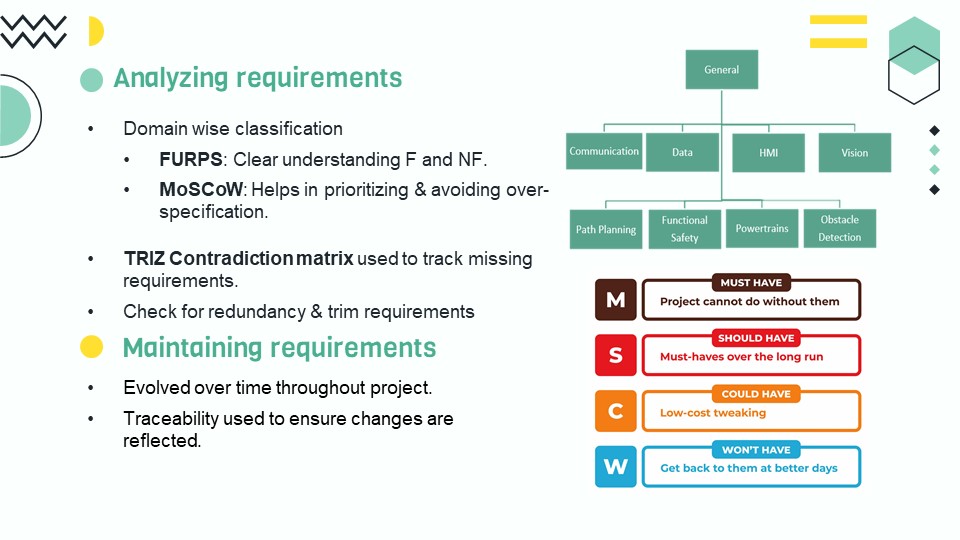 Analyzing requirements
• Domain wise classification
• FURPS: Clear understanding F and NF.
• MoSCoW: Helps in prioritizing & avoiding over-
specification.
• TRIZ Contradiction matrix used to track missing
requirements.
• Check for redundancy & trim requirements
Maintaining requirements
• Evolved over time throughout project.
• Traceability used to ensure changes are
reflected.
General
Communication
Data
HMI
Vision
Path Planning
Functional
Safety
Powertrains
Obstacle
Detection
M
MUST HAVE
Project cannot do without them
S
SHOULD HAVE
Must-haves over the long run
C
COULD HAVE
Low-cost tweaking
W
WON'T HAVE
Get back to them at better days